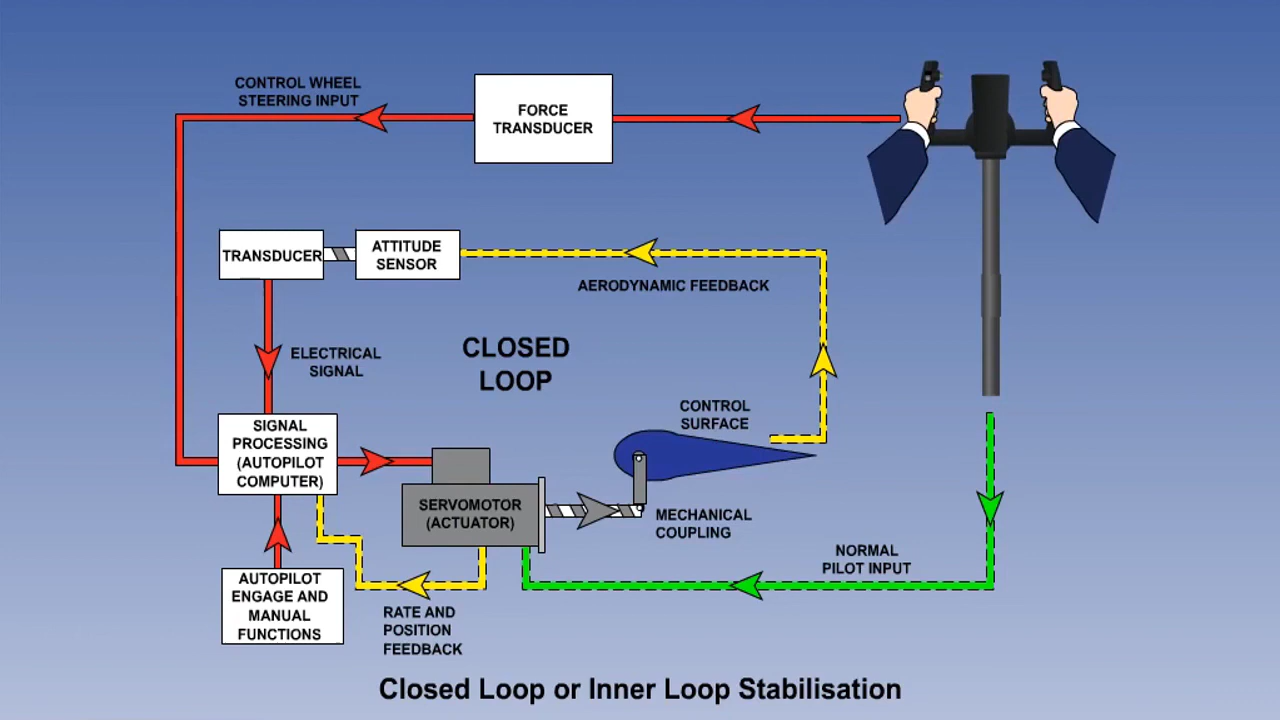 CONTROL WHEEL
STEERING INPUT
FORCE
TRANSDUCER
TRANSDUCER
ATTITUDE
SENSOR
AERODYNAMIC FEEDBACK
CLOSED
LOOP
ELECTRICAL
SIGNAL
CONTROL
SURFACE
SIGNAL
PROCESSING
(AUTOPILOT
COMPUTER)
SERVOMOTOR
(ACTUATOR)
MECHANICAL
COUPLING
NORMAL
PILOT INPUT
AUTOPILOT
ENGAGE AND
MANUAL
FUNCTIONS
RATE AND
POSITION
FEEDBACK
Closed Loop or Inner Loop Stabilisation